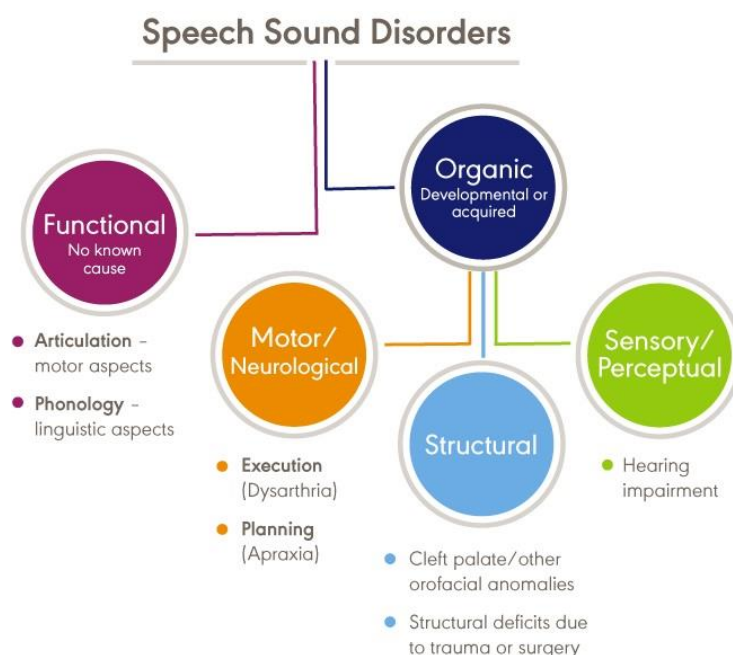 Speech Sound Disorders
Functional
No known
cause
Articulation –
motor aspects
Phonology –
linguistic aspects
Organic
Developmental or
acquired
Motor/
Neurological
Execution
(Dysarthria)
Planning
(Apraxia)
Structural
Cleft palate/other
orofacial anomalies
Structural deficits due
to trauma or surgery
Sensory/
Perceptual
Hearing
impairment